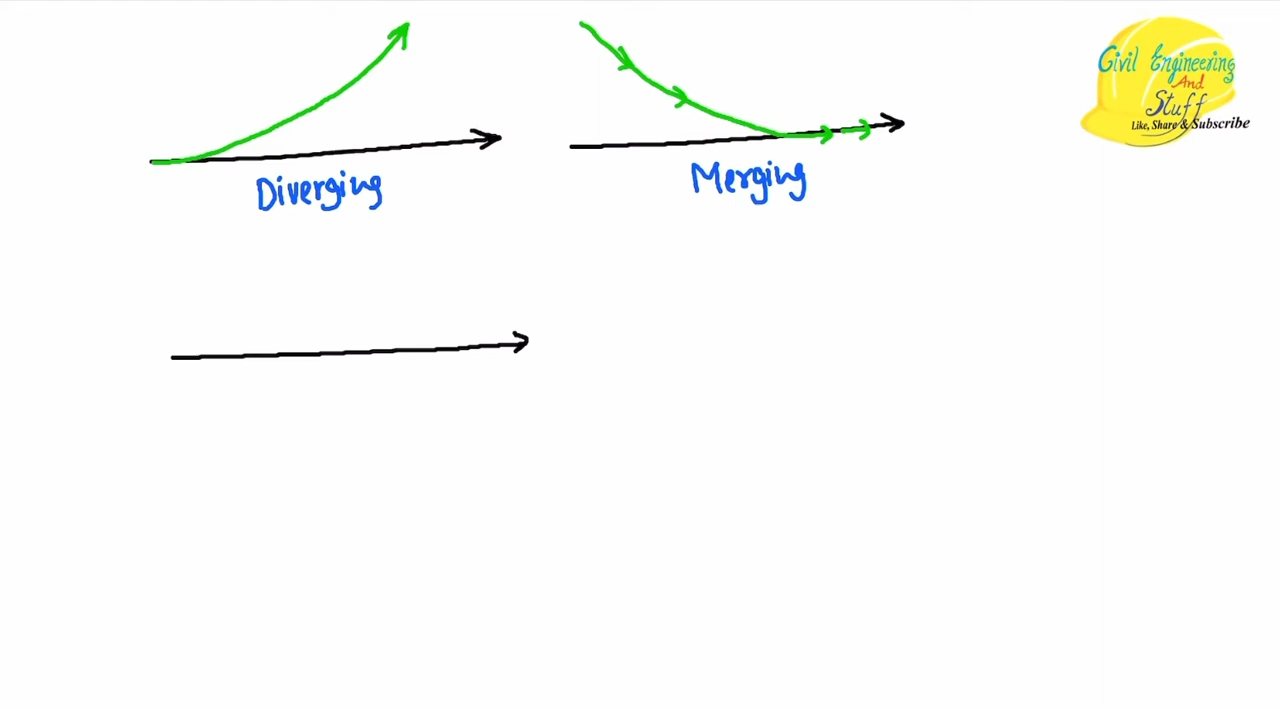 Civil Engineering
And
Stuff
Like, Share & Subscribe
Diverging
Merging